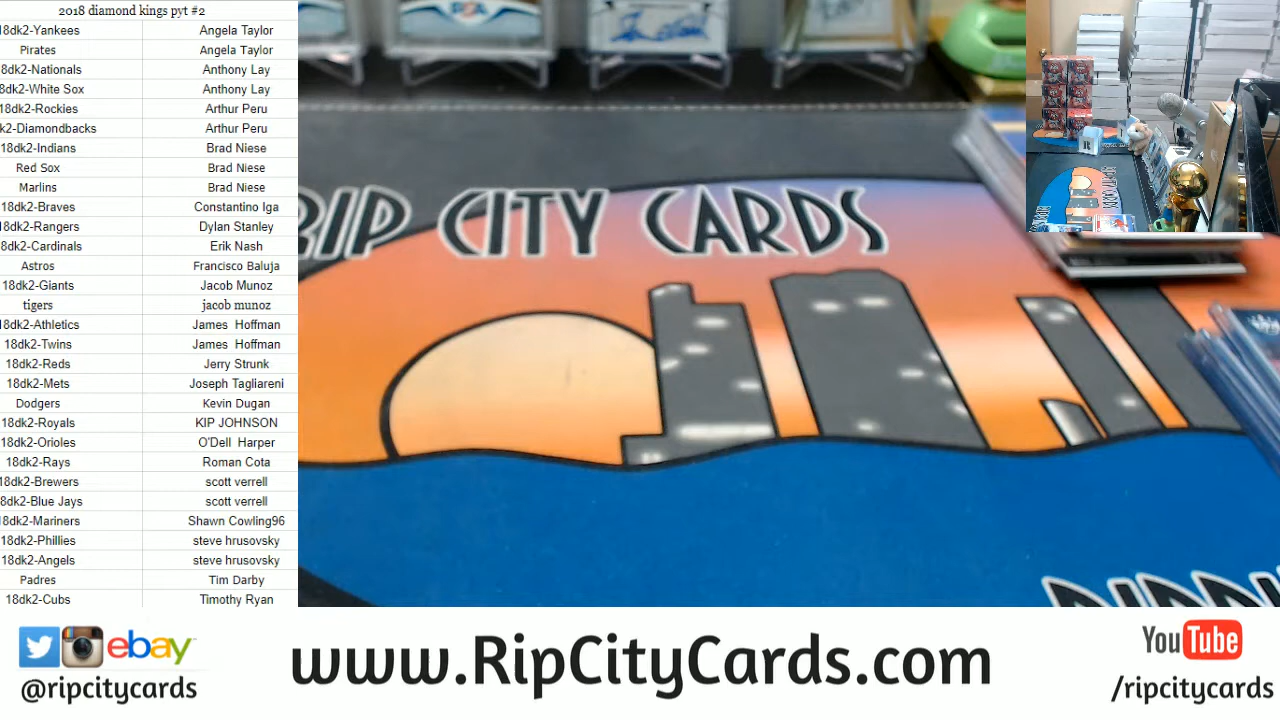 2018 diamond kings pyt #2
18dk2-Yankees Angela Taylor
Pirates Angela Taylor
8dk2-Nationals Anthony Lay
8dk2-White Sox Anthony Lay
18dk2-Rockies Arthur Peru
k2-Diamondbacks Arthur Peru
18dk2-Indians Brad Niese
Red Sox Brad Niese
Marlins Brad Niese
18dk2-Braves Constantino Iga
18dk2-Rangers Dylan Stanley
8dk2-Cardinals Erik Nash
Astros Francisco Baluja
18dk2-Giants Jacob Munoz
tigers jacob munoz
18dk2-Athletics James Hoffman
18dk2-Twins James Hoffman
18dk2-Reds Jerry Strunk
18dk2-Mets Joseph Tagliareni
Dodgers Kevin Dugan
18dk2-Royals KIP JOHNSON
18dk2-Orioles O'Dell Harper
18dk2-Rays Roman Cota
18dk2-Brewers scott verrell
8dk2-Blue Jays scott verrell
18dk2-Mariners Shawn Cowling96
18dk2-Phillies steve hrusovsky
18dk2-Angels steve hrusovsky
Padres Tim Darby
18dk2-Cubs Timothy Ryan
PSA
RIP CITY CARDS
ebay
@ripcitycards
www.RipCityCards.com
YouTube
/ripcitycards